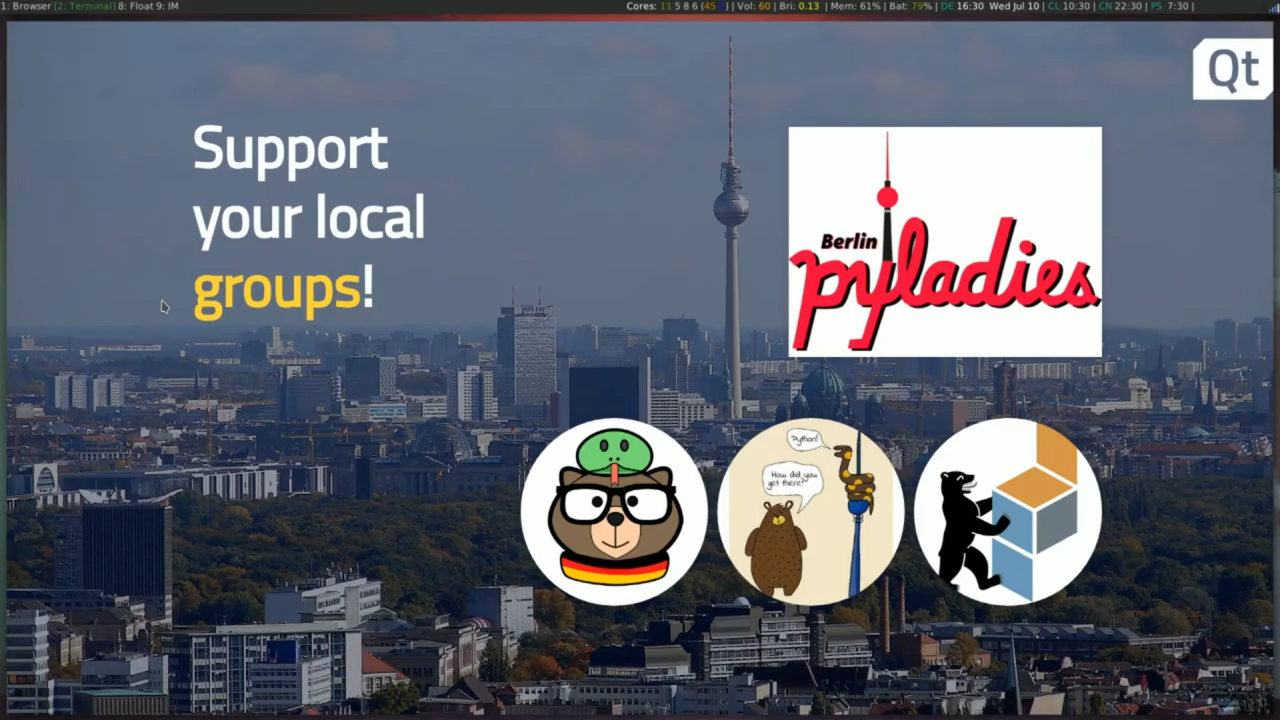 1: Browser [2: Terminal] 8: Float 9: IM
Cores: 11 5 8 6 (45 ) | Vol: 60 | Bri: 0.13 | Mem: 61% | Bat: 79% | DE 16:30 Wed Jul 10 | CL 10:30 | CN 22:30 | PS 7:30 |
Qt
Support
your local
groups!
Berlin
pyladies
Python!
How did you
get there?